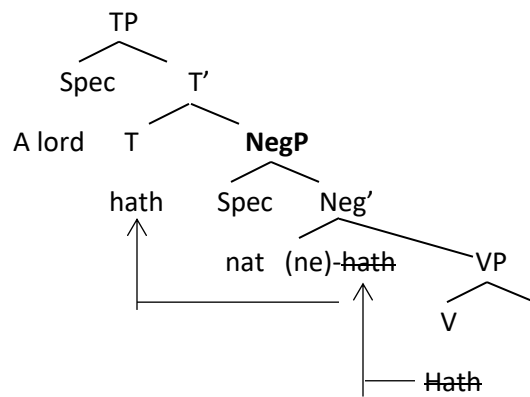 TP
Spec T’
A lord T NegP
hath Spec Neg’
nat (ne)-hath VP
V
Hath